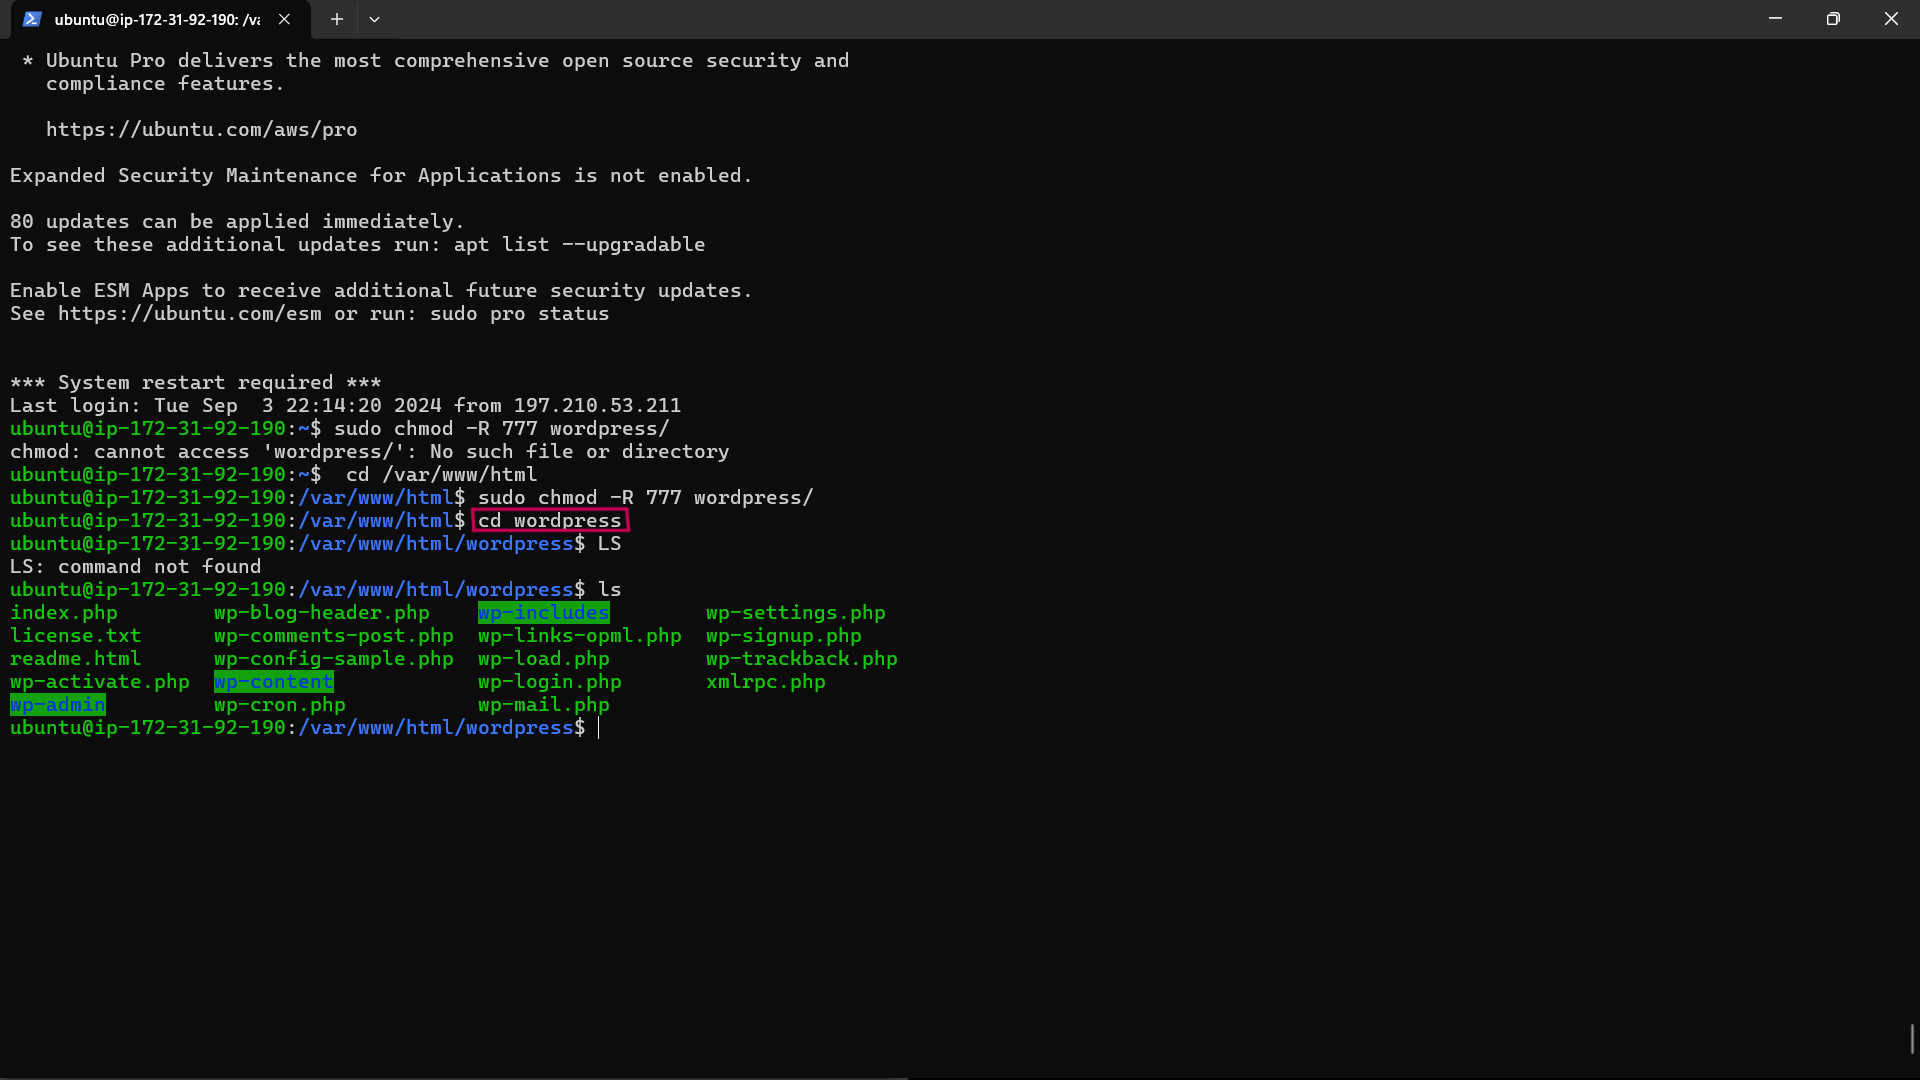 ubuntu@ip-172-31-92-190: /va
* Ubuntu Pro delivers the most comprehensive open source security and
compliance features.
https://ubuntu.com/aws/pro
Expanded Security Maintenance for Applications is not enabled.
80 updates can be applied immediately.
To see these additional updates run: apt list --upgradable
Enable ESM Apps to receive additional future security updates.
See https://ubuntu.com/esm or run: sudo pro status
*** System restart required ***
Last login: Tue Sep  3 22:14:20 2024 from 197.210.53.211
ubuntu@ip-172-31-92-190:~$ sudo chmod -R 777 wordpress/
chmod: cannot access 'wordpress/': No such file or directory
ubuntu@ip-172-31-92-190:~$  cd /var/www/html
ubuntu@ip-172-31-92-190:/var/www/html$ sudo chmod -R 777 wordpress/
ubuntu@ip-172-31-92-190:/var/www/html$ cd wordpress
ubuntu@ip-172-31-92-190:/var/www/html/wordpress$ LS
LS: command not found
ubuntu@ip-172-31-92-190:/var/www/html/wordpress$ ls
index.php        wp-blog-header.php    wp-includes        wp-settings.php
license.txt      wp-comments-post.php  wp-links-opml.php  wp-signup.php
readme.html      wp-config-sample.php  wp-load.php        wp-trackback.php
wp-activate.php  wp-content            wp-login.php       xmlrpc.php
wp-admin         wp-cron.php           wp-mail.php
ubuntu@ip-172-31-92-190:/var/www/html/wordpress$